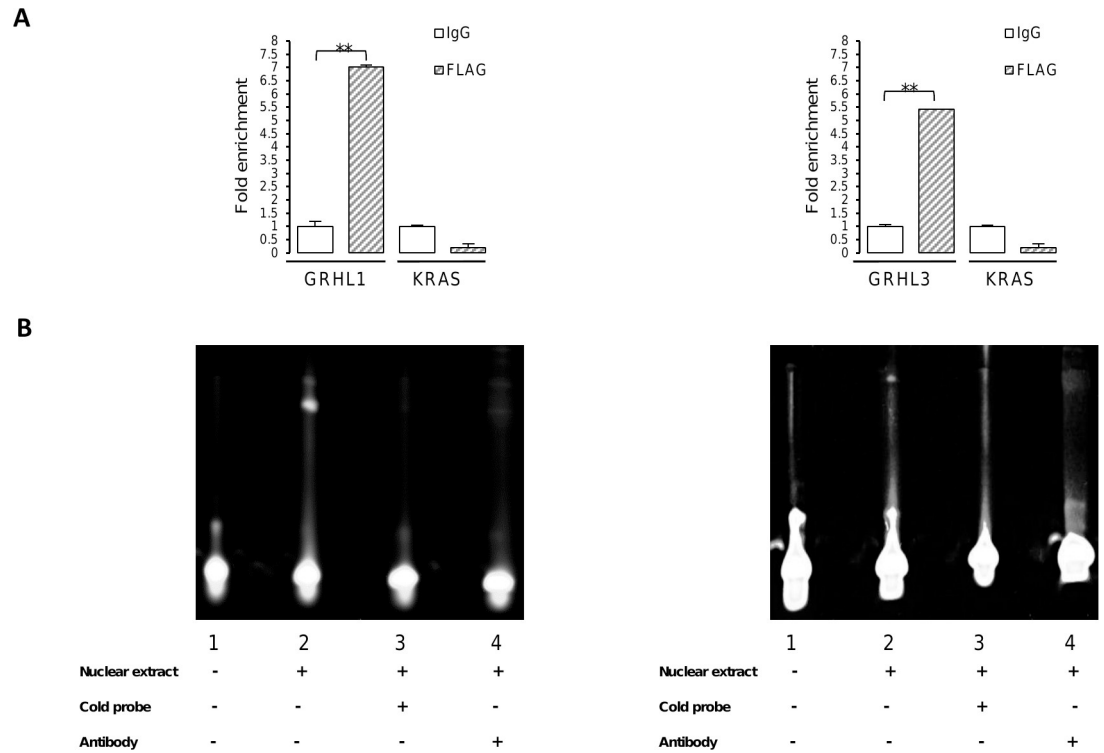 A
Fold enrichment
8
7.5
7
6.5
6
5.5
5
4.5
4
3.5
3
2.5
2
1.5
1
0.5
0
**
IgG
FLAG
GRHL1 KRAS
Fold enrichment
8
7.5
7
6.5
6
5.5
5
4.5
4
3.5
3
2.5
2
1.5
1
0.5
0
**
IgG
FLAG
GRHL3 KRAS
B
1 2 3 4
Nuclear extract - + + +
Cold probe - - + -
Antibody - - - +
1 2 3 4
Nuclear extract - + + +
Cold probe - - + -
Antibody - - - +